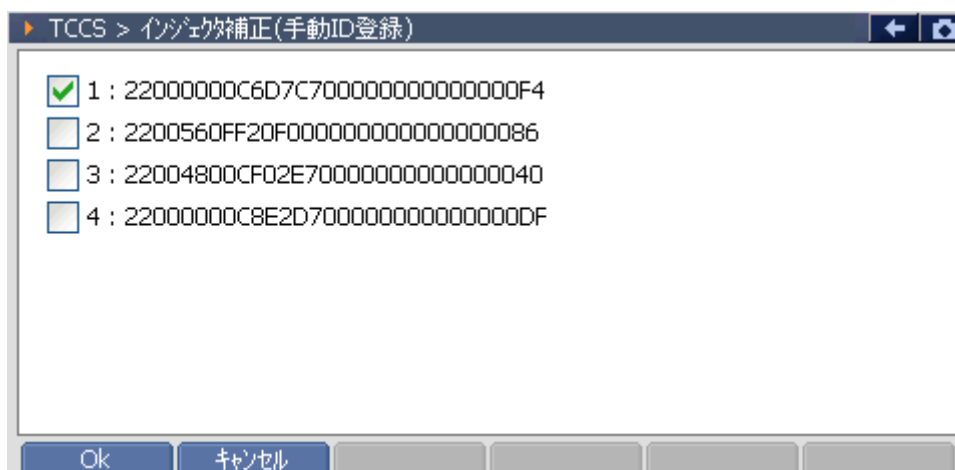 TCCS > インジェクタ補正(手動ID登録)
1 : 22000000C6D7C700000000000000F4
2 : 2200560FF20F000000000000000086
3 : 22004800CF02E70000000000000040
4 : 22000000C8E2D700000000000000DF
Ok キャンセル